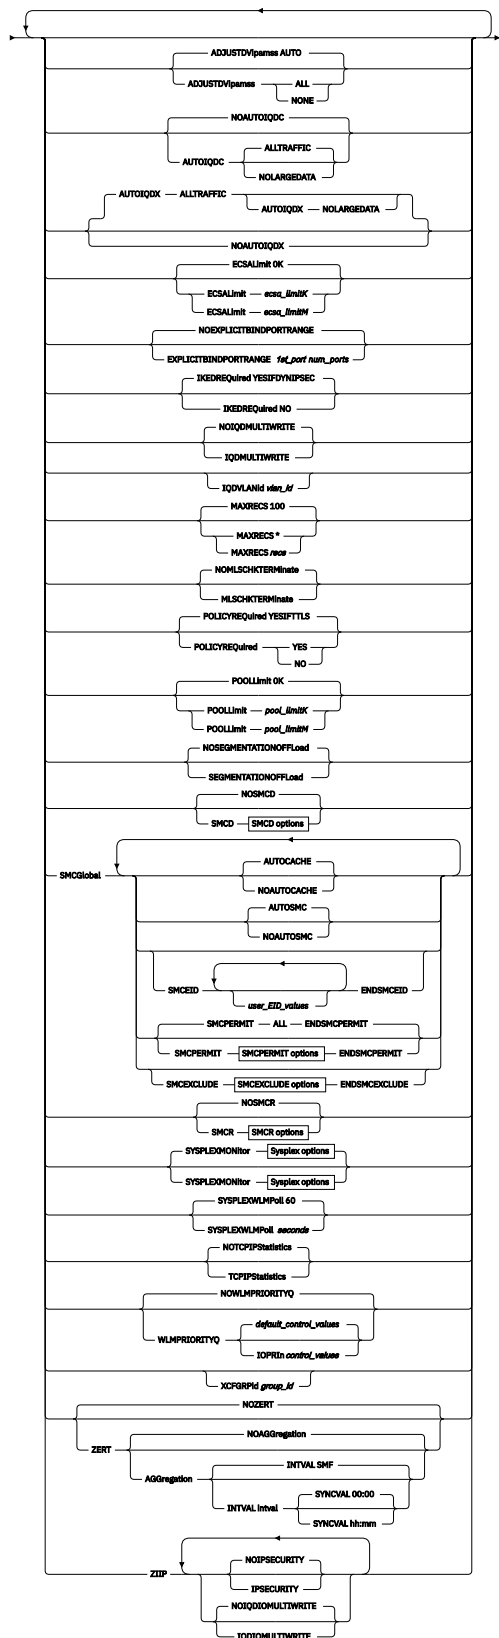 ADJUSTDVipamss AUTO
ADJUSTDVipamss ALL
NONE
NOAUTOIQDC
ALLTRAFFIC
AUTOIQDC
NOLARGEDATA
AUTOIQDX ALLTRAFFIC
AUTOIQDX NOLARGEDATA
NOAUTOIQDX
ECSALimit 0K
ECSALimit ecsa_limitK
ECSALimit ecsa_limitM
NOEXPLICITBINDPORTRANGE
EXPLICITBINDPORTRANGE 1st_port num_ports
IKEDREQuired YESIFDYNIPSEC
IKEDREQuired NO
NOIQDMULTIWRITE
IQDMULTIWRITE
IQDVLANid vlan_id
MAXRECS 100
MAXRECS *
MAXRECS recs
NOMLSCHKTERMinate
MLSCHKTERMinate
POLICYREQuired YESIFTTLS
POLICYREQuired YES
NO
POOLLimit 0K
POOLLimit pool_limitK
POOLLimit pool_limitM
NOSEGMENTATIONOFFLoad
SEGMENTATIONOFFLoad
NOSMCD
SMCD SMCD options
AUTOCACHE
SMCGlobal
NOAUTOCACHE
AUTOSMC
NOAUTOSMC
SMCEID ENDSMCEID
user_EID_values
SMCPERMIT ALL ENDSMCPERMIT
SMCPERMIT SMCPERMIT options ENDSMCPERMIT
SMCEXCLUDE SMCEXCLUDE options ENDSMCEXCLUDE
NOSMCR
SMCR SMCR options
SYSPLEXMONitor Sysplex options
SYSPLEXMONitor Sysplex options
SYSPLEXWLMPoll 60
SYSPLEXWLMPoll seconds
NOTCPIPStatistics
TCPIPStatistics
NOWLMPRIORITYQ
default_control_values
WLMPRIORITYQ
IOPRIn control_values
XCFGRPid group_id
NOZERT
NOAGGregation
ZERT
INTVAL SMF
AGGregation
SYNCVAL 00:00
INTVAL intval
SYNCVAL hh:mm
NOIPSECURITY
ZIIP
IPSECURITY
NOIQDIOMULTIWRITE
IQDIOMULTIWRITE